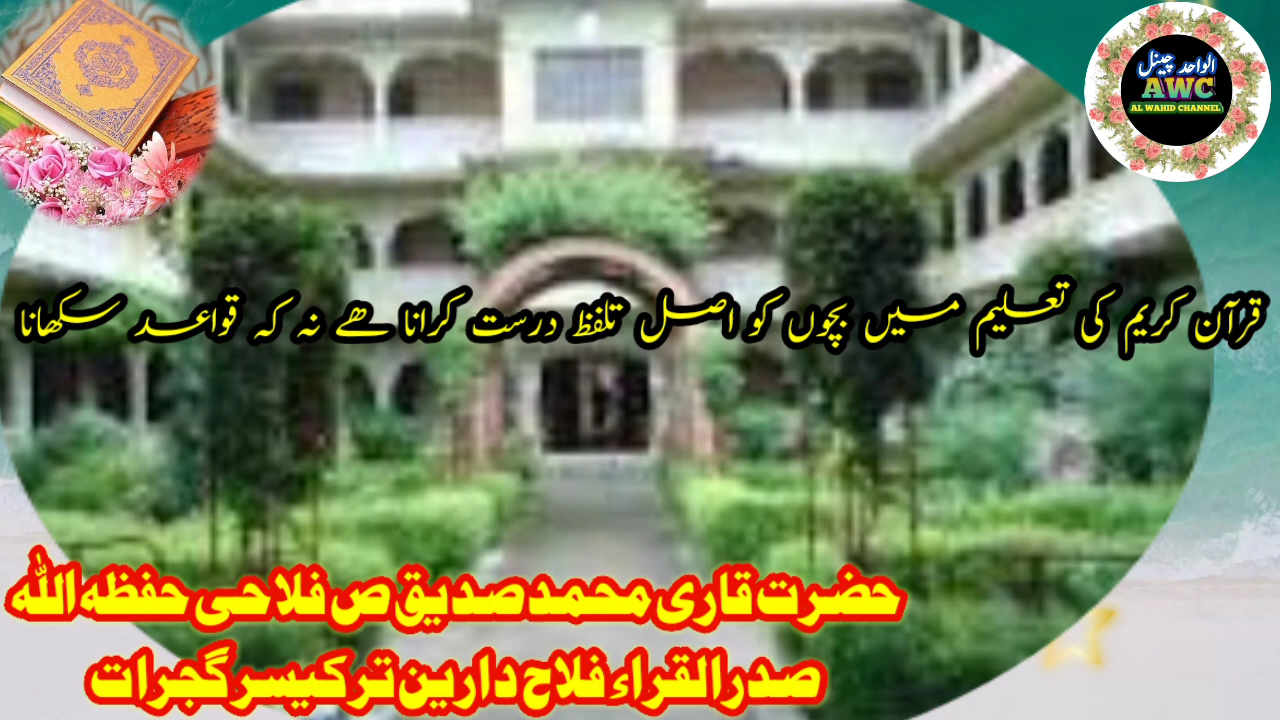 الواحد چینل
AWC
AL WAHID CHANNEL
قرآن کریم کی تعلیم میں بچوں کو اصل تلفظ درست کرانا ھے نہ کہ قواعد سکھانا
حضرت قاری محمد صدیق ص فلاحی حفظہ اللہ
صدر القراء فلاح دارین ترکیسر گجرات